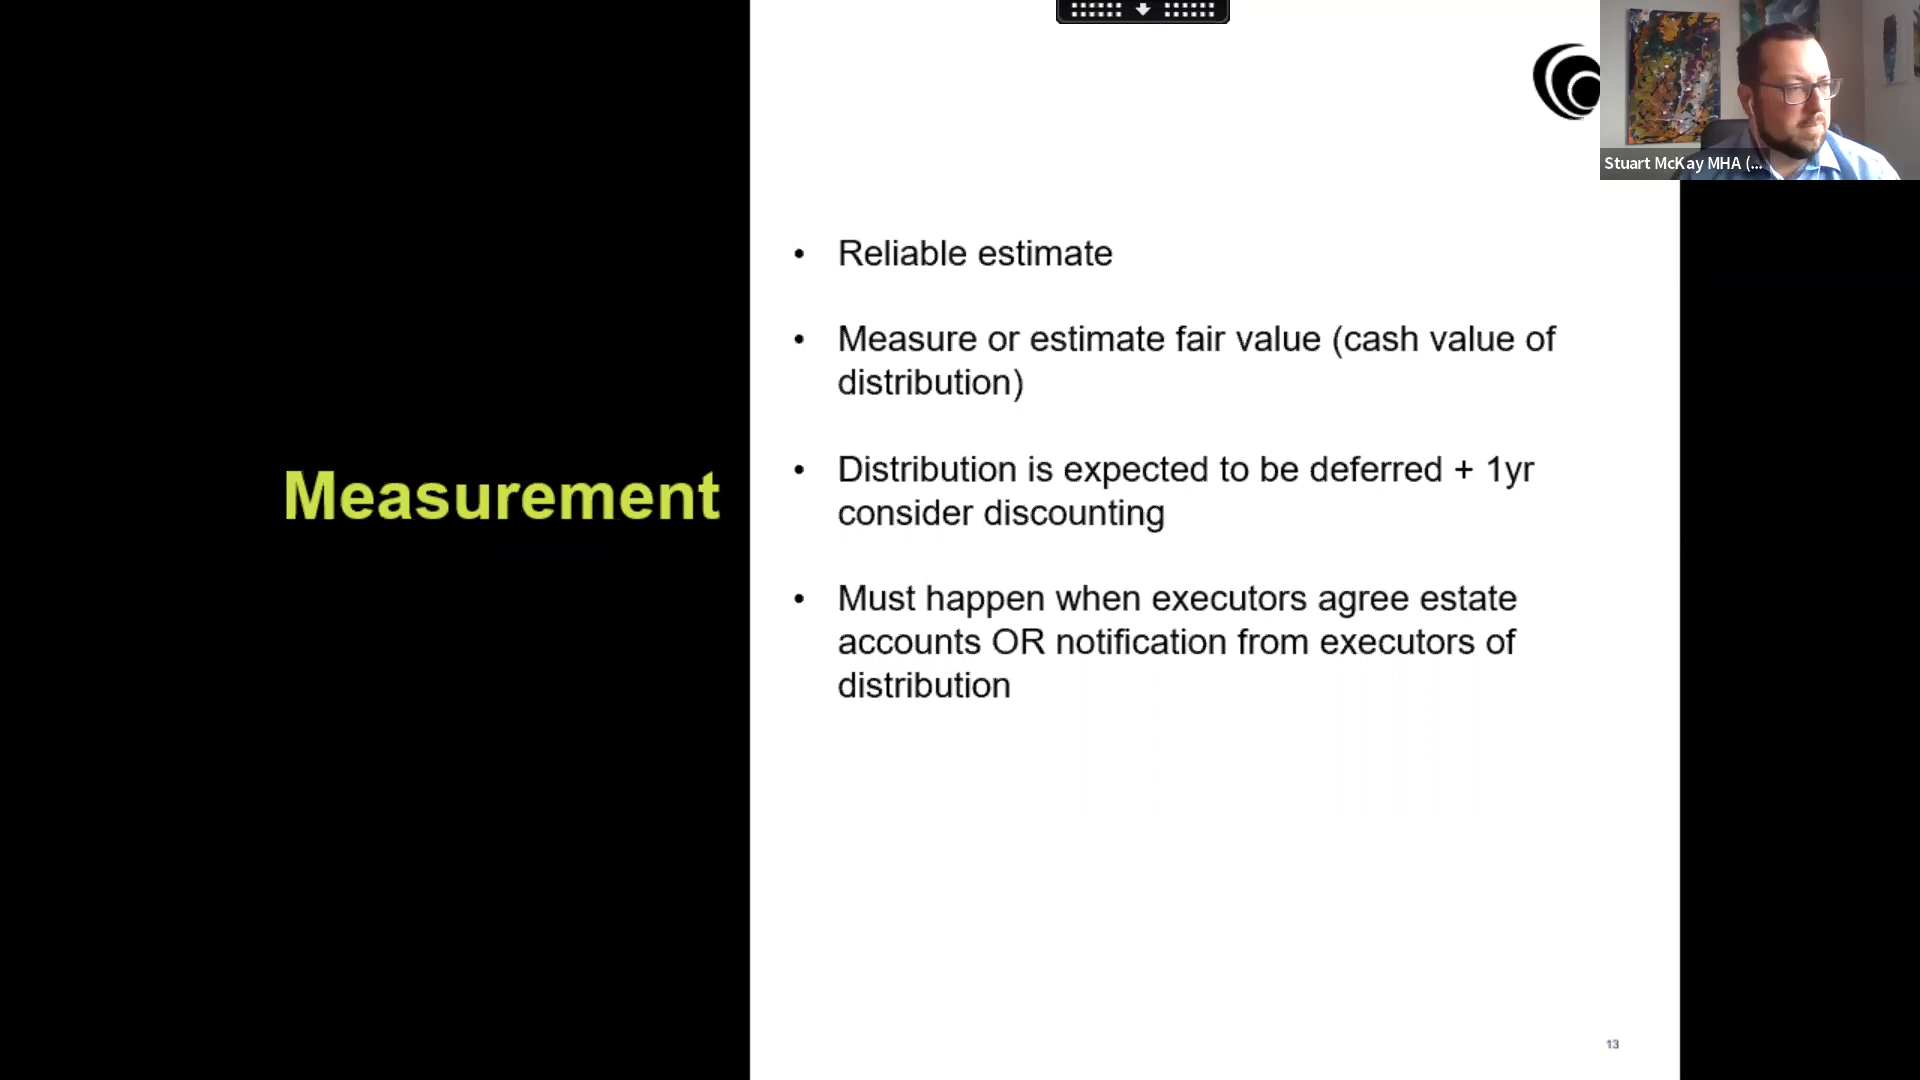 Stuart McKay MHA (...
• Reliable estimate
• Measure or estimate fair value (cash value of
distribution)
• Distribution is expected to be deferred + 1yr
consider discounting
Measurement
• Must happen when executors agree estate
accounts OR notification from executors of
distribution
13